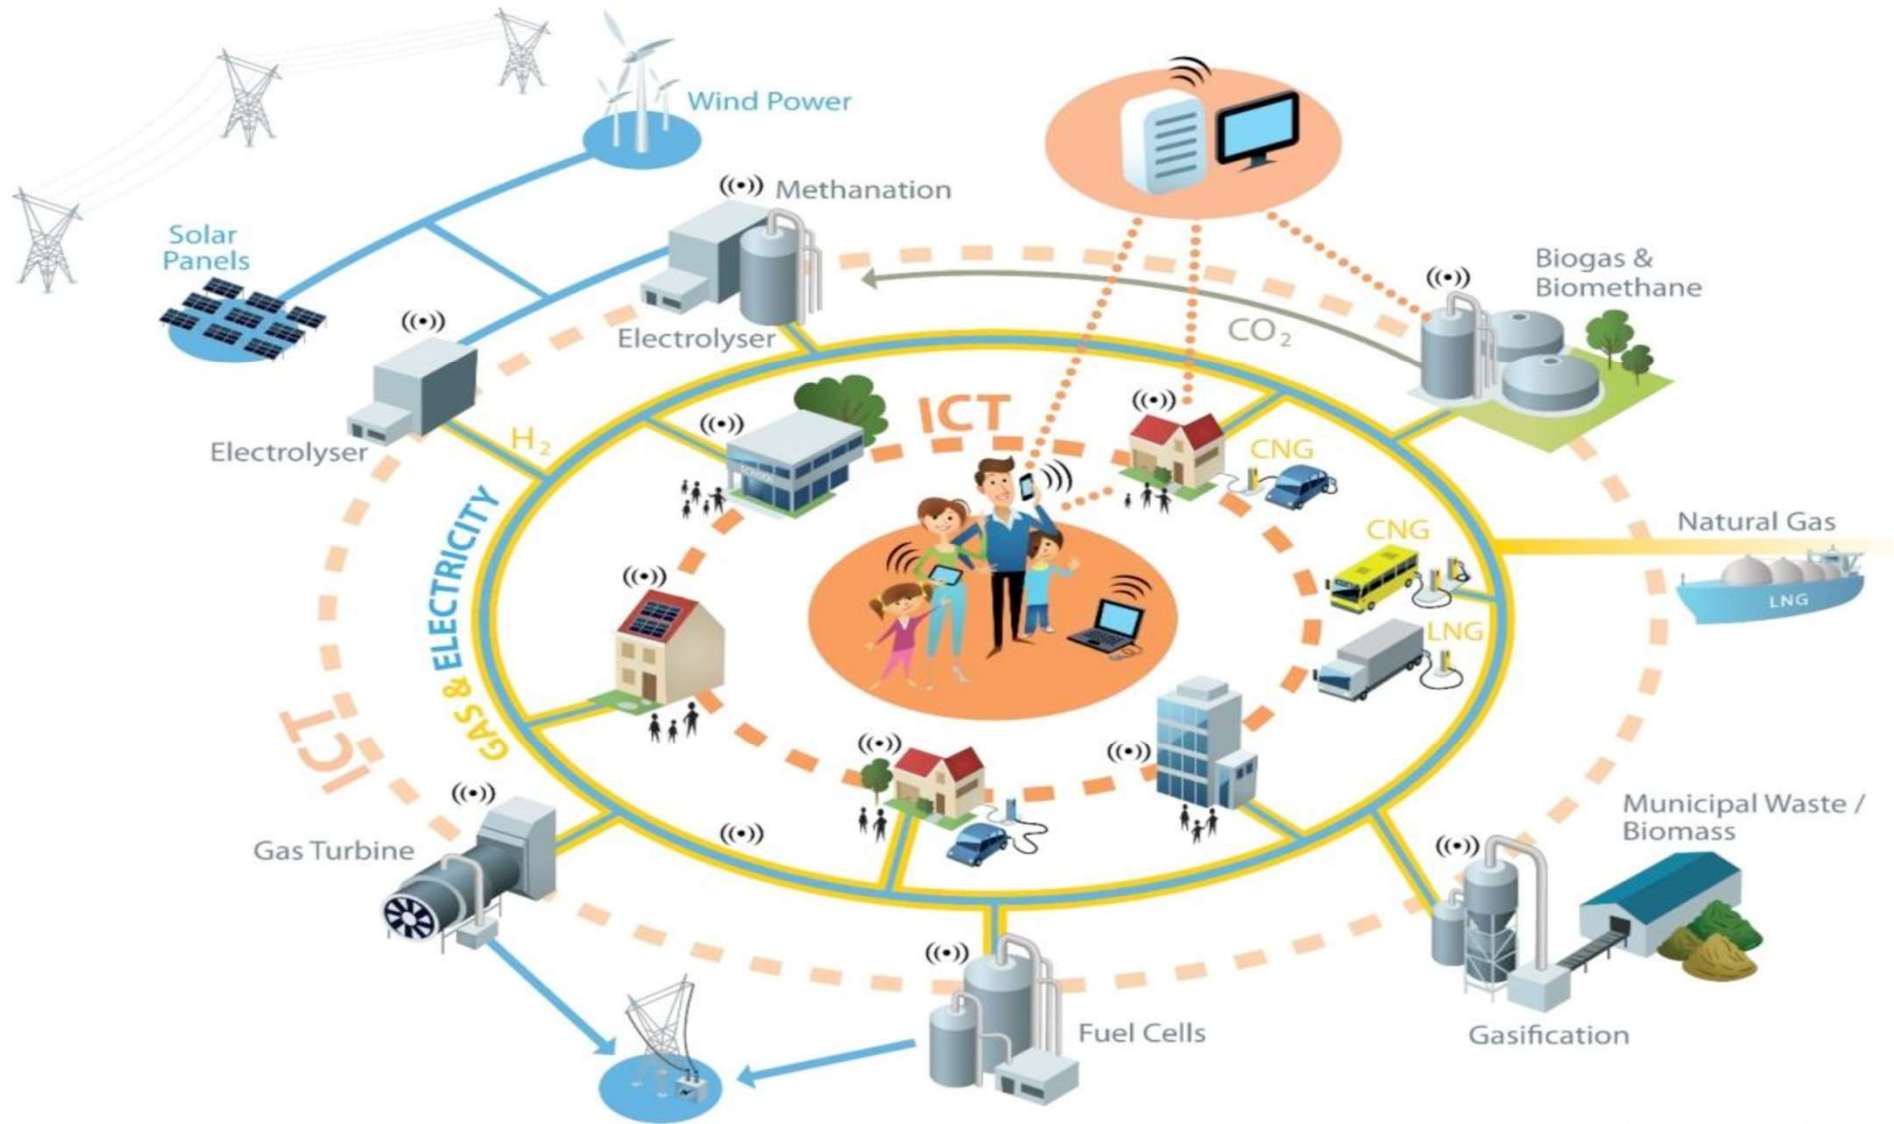 Wind Power
Methanation
Solar
Panels
Biogas &
Biomethane
CO2
Electrolyser
ICT
H2
Electrolyser
CNG
CNG
Natural Gas
LNG
LNG
GAS & ELECTRICITY
ICT
Municipal Waste /
Biomass
Gas Turbine
Fuel Cells
Gasification